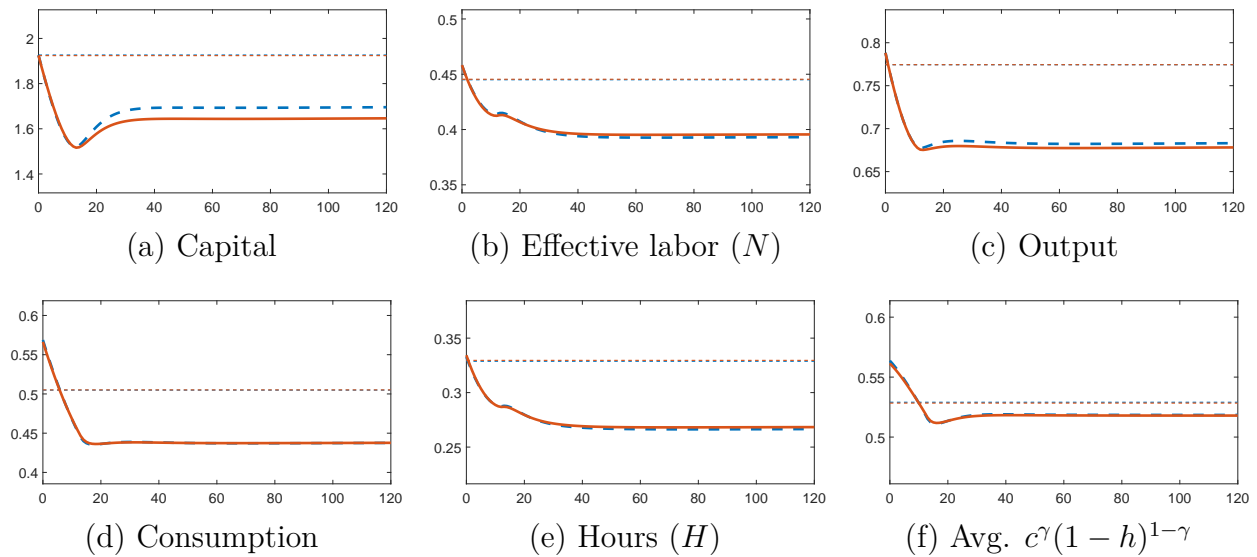 2
1.8
1.6
1.4
0 20 40 60 80 100 120
(a) Capital
0.5
0.45
0.4
0.35
0 20 40 60 80 100 120
(b) Effective labor (N)
0.8
0.75
0.7
0.65
0 20 40 60 80 100 120
(c) Output
0.6
0.55
0.5
0.45
0.4
0 20 40 60 80 100 120
(d) Consumption
0.35
0.3
0.25
0 20 40 60 80 100 120
(e) Hours (H)
0.6
0.55
0.5
0 20 40 60 80 100 120
(f) Avg. c^γ(1 − h)^{1−γ}